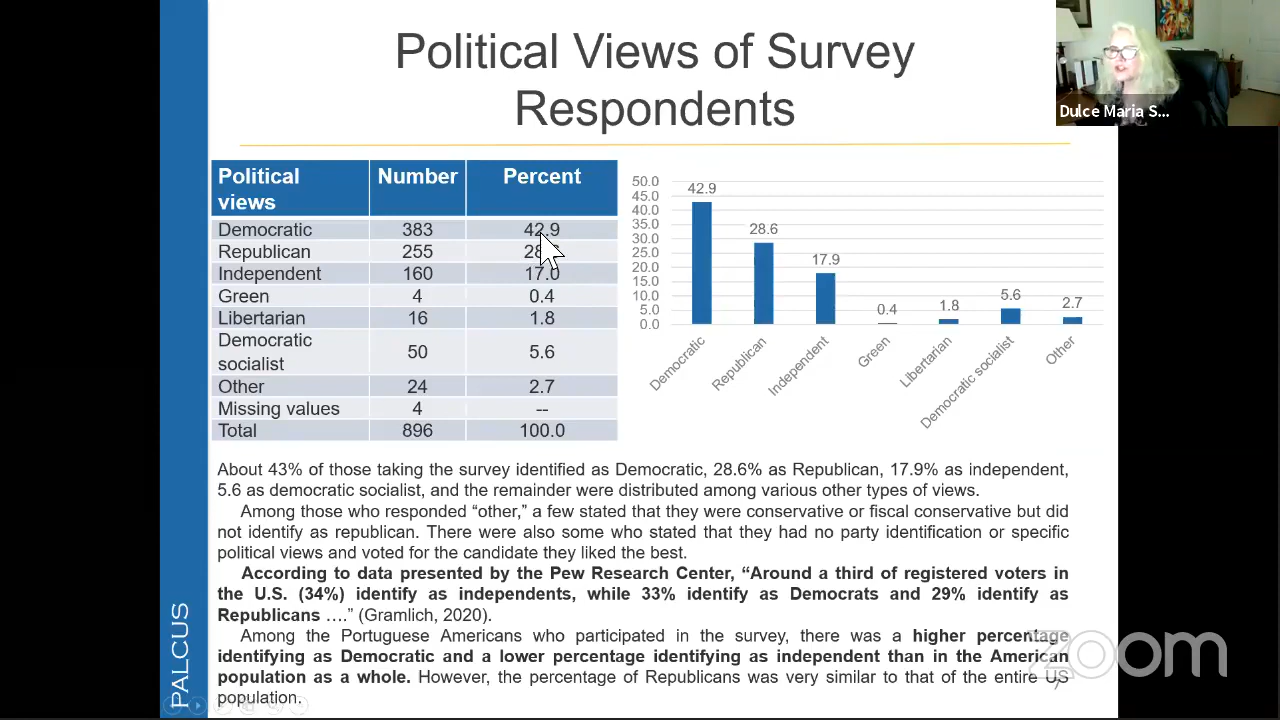 Political Views of Survey
Respondents
Dulce Maria S...
Political views Number Percent
Democratic 383 42.9
Republican 255
Independent 160 17.0
Green 4 0.4
Libertarian 16 1.8
Democratic socialist 50 5.6
Other 24 2.7
Missing values 4 --
Total 896 100.0
50.0
45.0
40.0
35.0
30.0
25.0
20.0
15.0
10.0
5.0
0.0
42.9
28.6
17.9
0.4
1.8
5.6
2.7
Democratic
Republican
Independent
Green
Libertarian
Democratic socialist
Other
About 43% of those taking the survey identified as Democratic, 28.6% as Republican, 17.9% as independent,
5.6 as democratic socialist, and the remainder were distributed among various other types of views.
Among those who responded “other,” a few stated that they were conservative or fiscal conservative but did
not identify as republican. There were also some who stated that they had no party identification or specific
political views and voted for the candidate they liked the best.
According to data presented by the Pew Research Center, “Around a third of registered voters in
the U.S. (34%) identify as independents, while 33% identify as Democrats and 29% identify as
Republicans ….” (Gramlich, 2020).
Among the Portuguese Americans who participated in the survey, there was a higher percentage
identifying as Democratic and a lower percentage identifying as independent than in the American
population as a whole. However, the percentage of Republicans was very similar to that of the entire US
population.
PALCUS
zoom